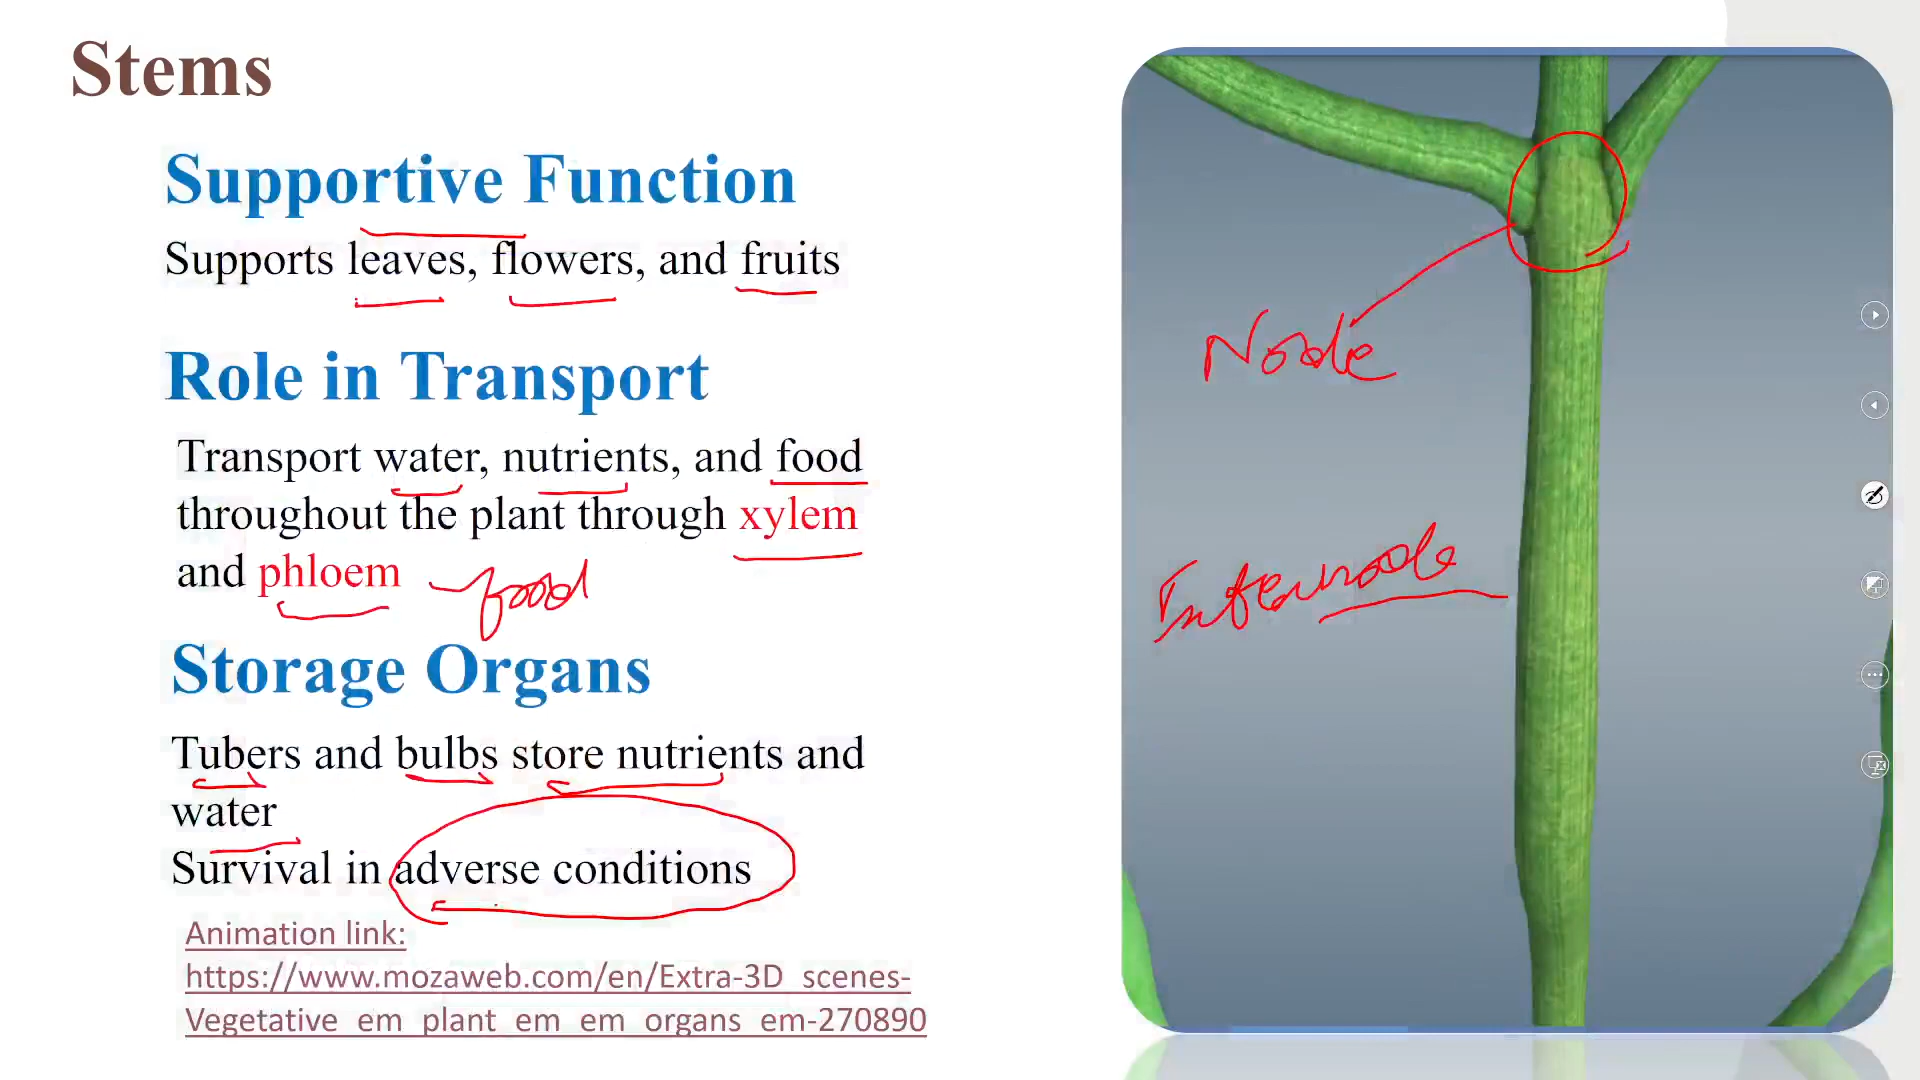 Stems
Supportive Function
Supports leaves, flowers, and fruits
Role in Transport
Transport water, nutrients, and food
throughout the plant through xylem
and phloem
food
Storage Organs
Tubers and bulbs store nutrients and
water
Survival in adverse conditions
Animation link:
https://www.mozaweb.com/en/Extra-3D_scenes-
Vegetative_em_plant_em_em_organs_em-270890
Node
Internode